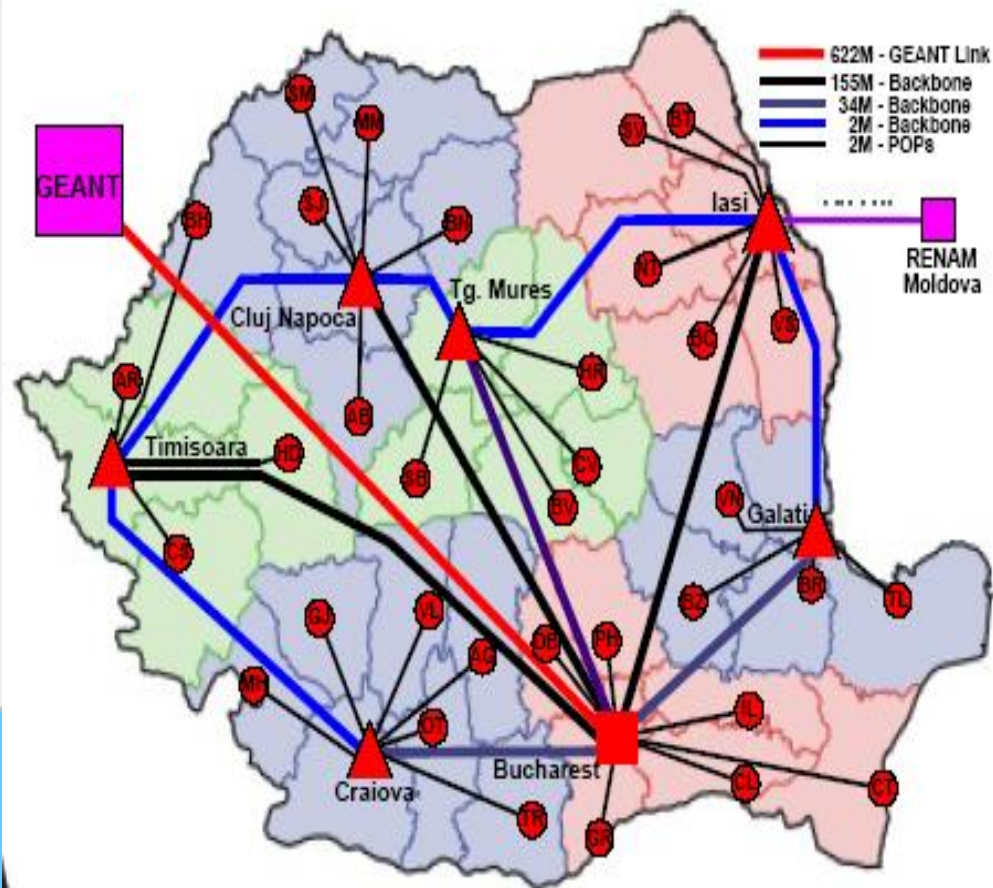 622M - GEANT Link
155M - Backbone
34M - Backbone
2M - Backbone
2M - POPs
GEANT
SM
MM
BH
SJ
BN
SV
BT
Iasi
RENAM
Moldova
NT
BC
VS
Tg. Mures
Cluj Napoca
AR
AB
HR
Timisoara
HD
SB
CV
BV
VN
Galati
CS
BZ
BR
TL
GJ
VL
AG
DB
PH
MH
OT
IL
Bucharest
Craiova
CL
CT
TR
GR